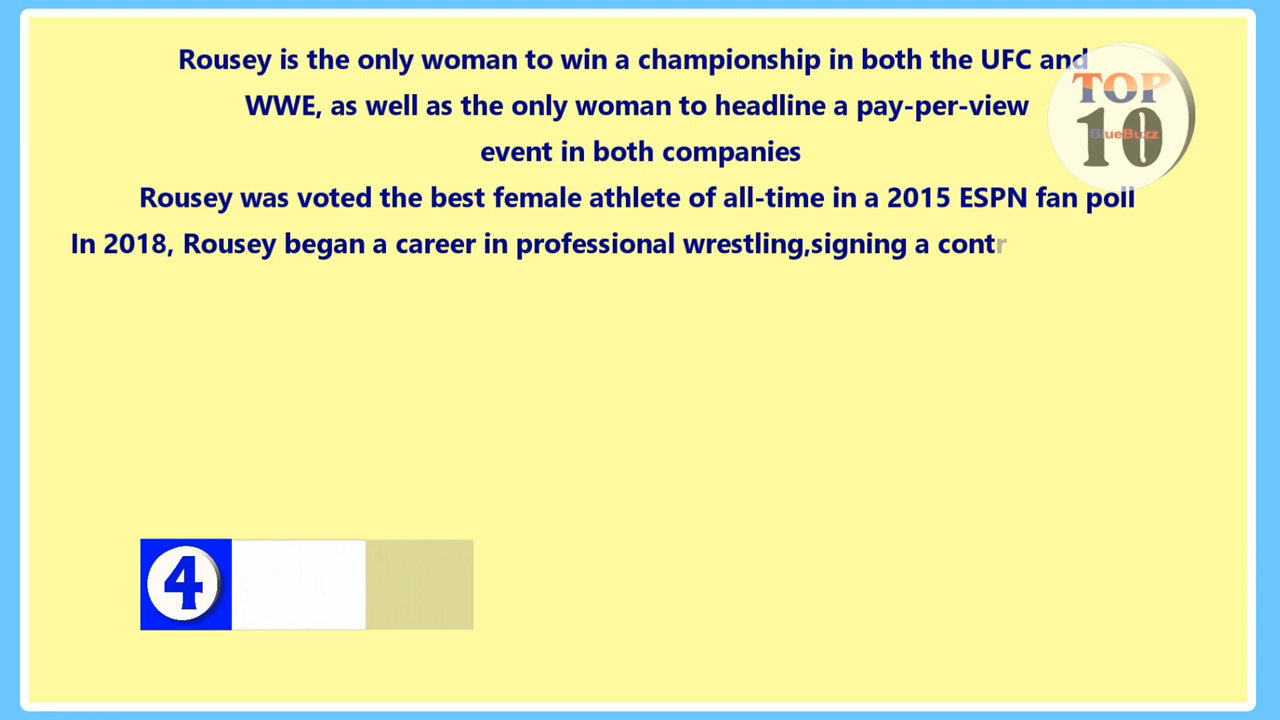 Rousey is the only woman to win a championship in both the UFC and
WWE, as well as the only woman to headline a pay-per-view
event in both companies
Rousey was voted the best female athlete of all-time in a 2015 ESPN fan poll
In 2018, Rousey began a career in professional wrestling,signing a contr
TOP
10
BlueBuzz
4